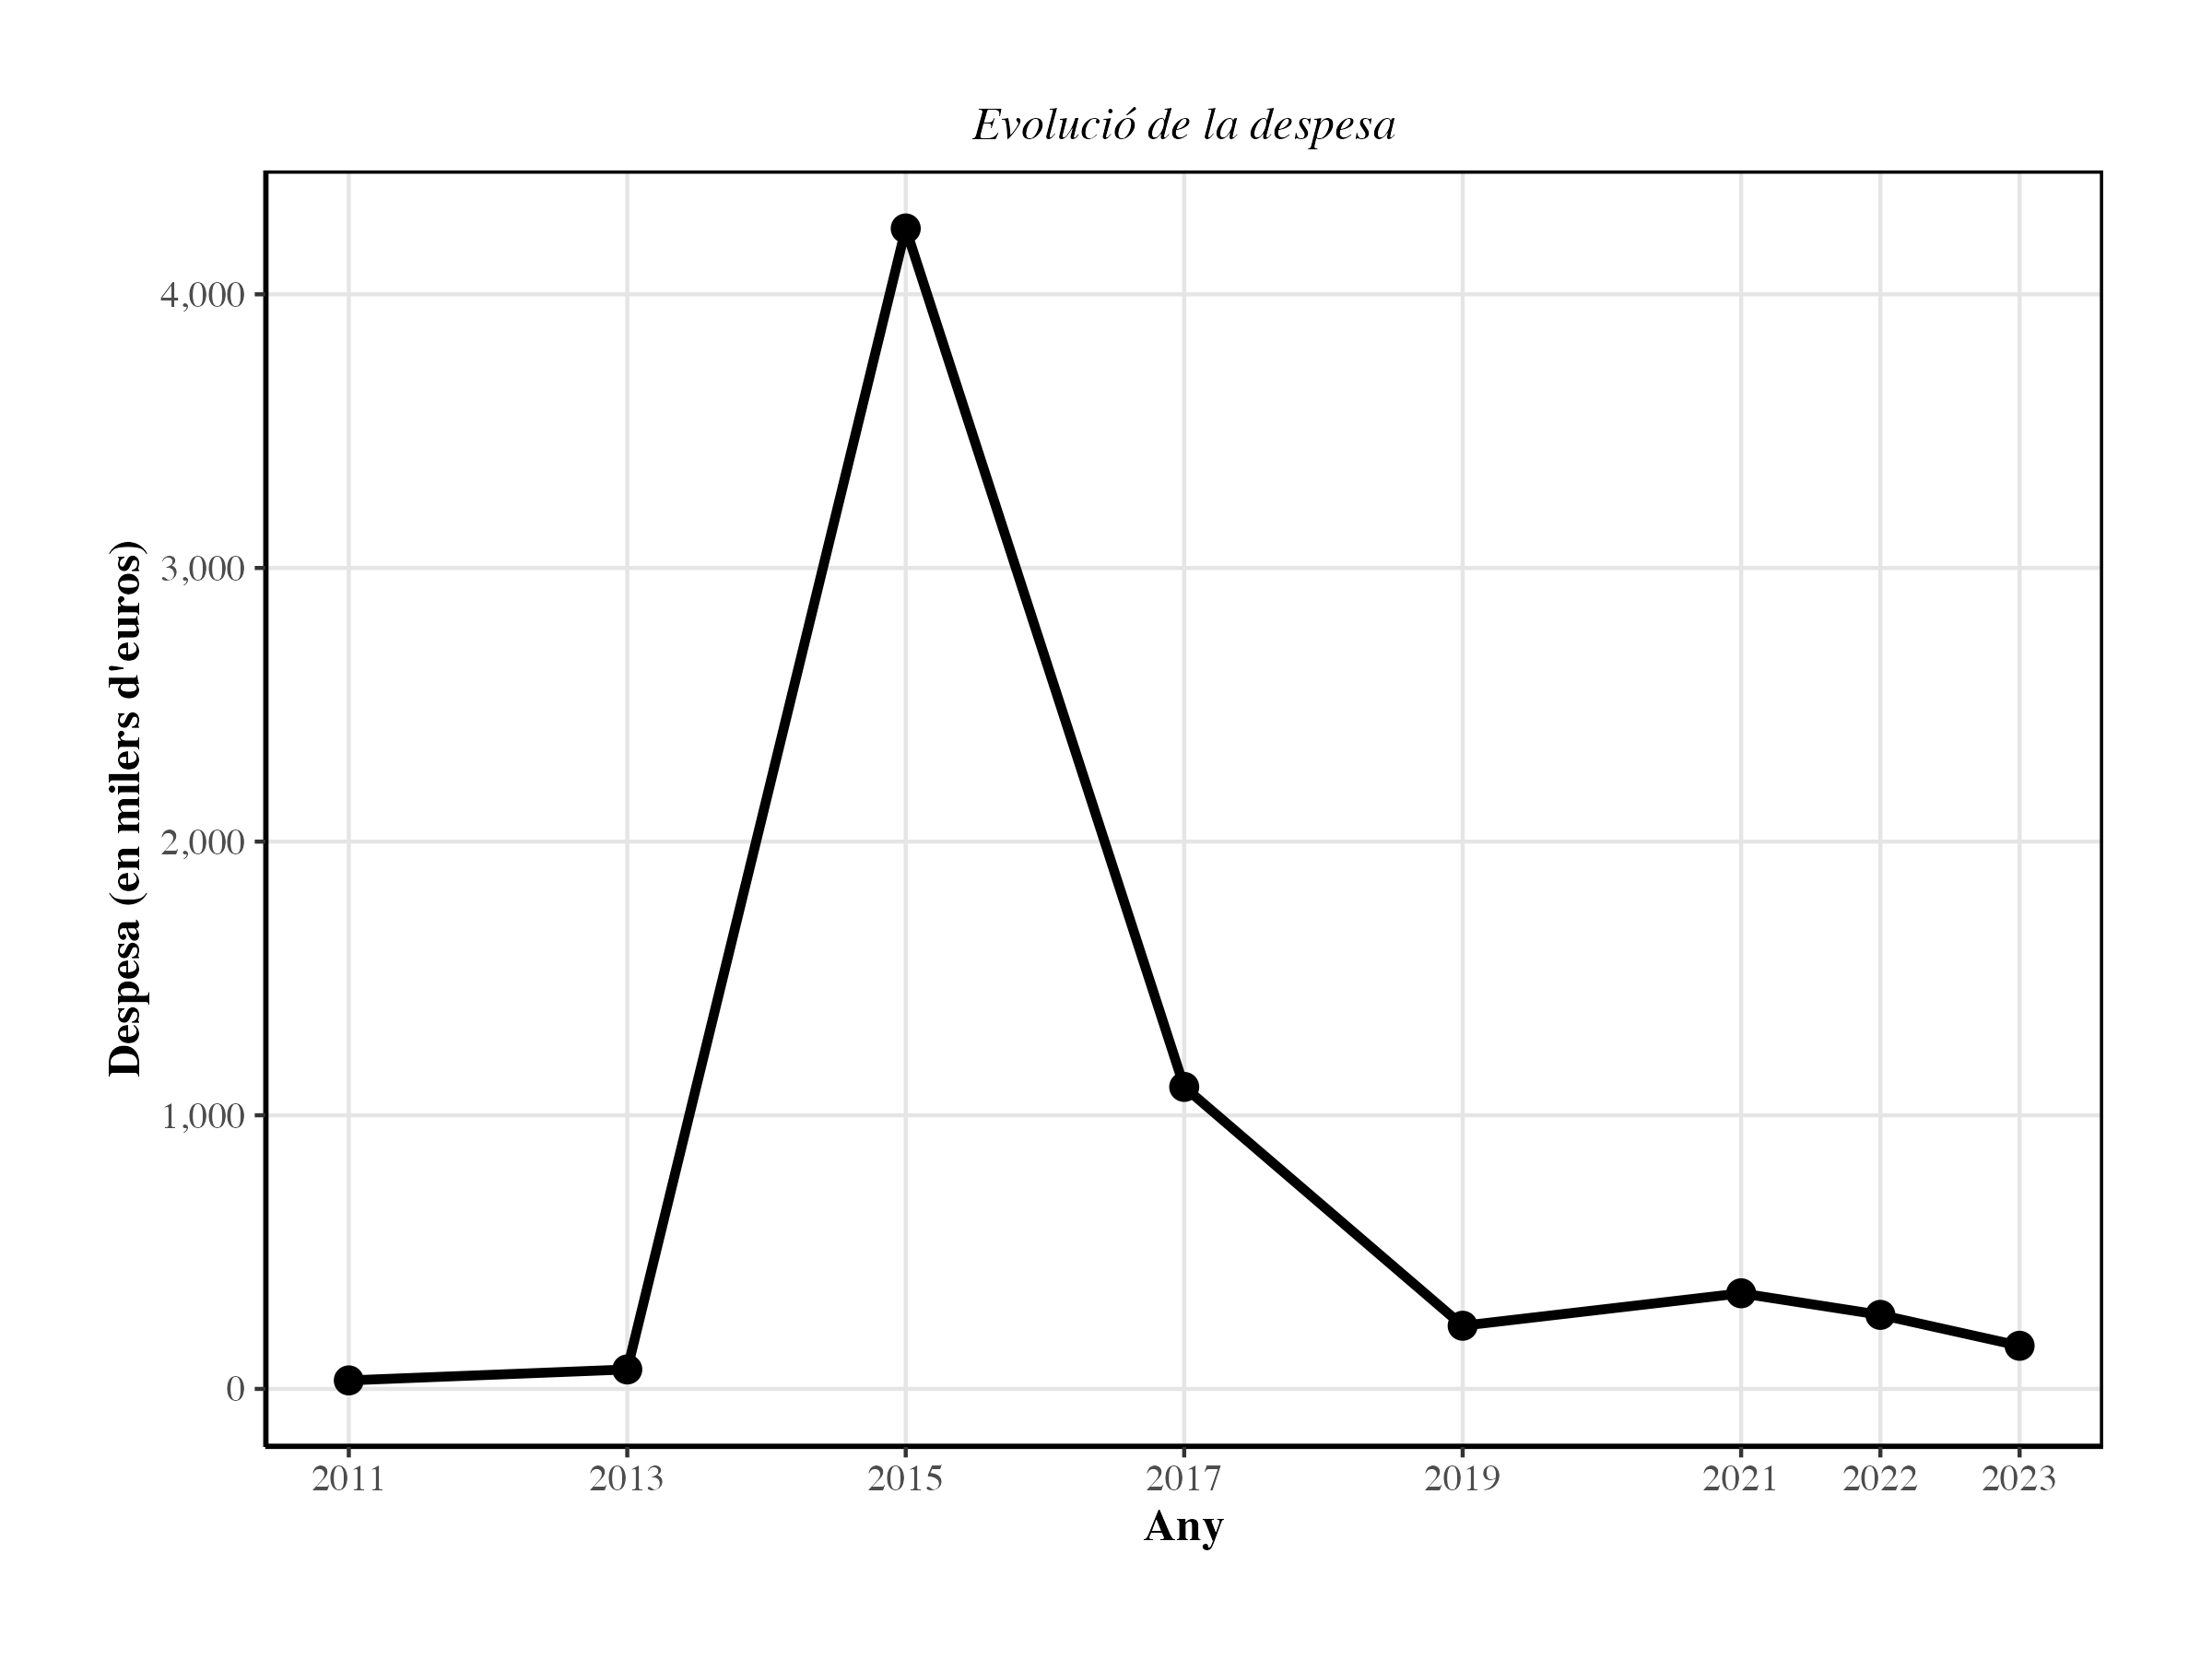 Evolució de la despesa
Despesa (en milers d'euros)
4,000
3,000
2,000
1,000
0
2011 2013 2015 2017 2019 2021 2022 2023
Any